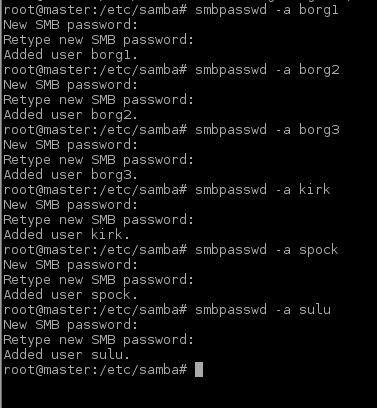 root@master:/etc/samba# smbpasswd -a borg1
New SMB password:
Retype new SMB password:
Added user borg1.
root@master:/etc/samba# smbpasswd -a borg2
New SMB password:
Retype new SMB password:
Added user borg2.
root@master:/etc/samba# smbpasswd -a borg3
New SMB password:
Retype new SMB password:
Added user borg3.
root@master:/etc/samba# smbpasswd -a kirk
New SMB password:
Retype new SMB password:
Added user kirk.
root@master:/etc/samba# smbpasswd -a spock
New SMB password:
Retype new SMB password:
Added user spock.
root@master:/etc/samba# smbpasswd -a sulu
New SMB password:
Retype new SMB password:
Added user sulu.
root@master:/etc/samba#